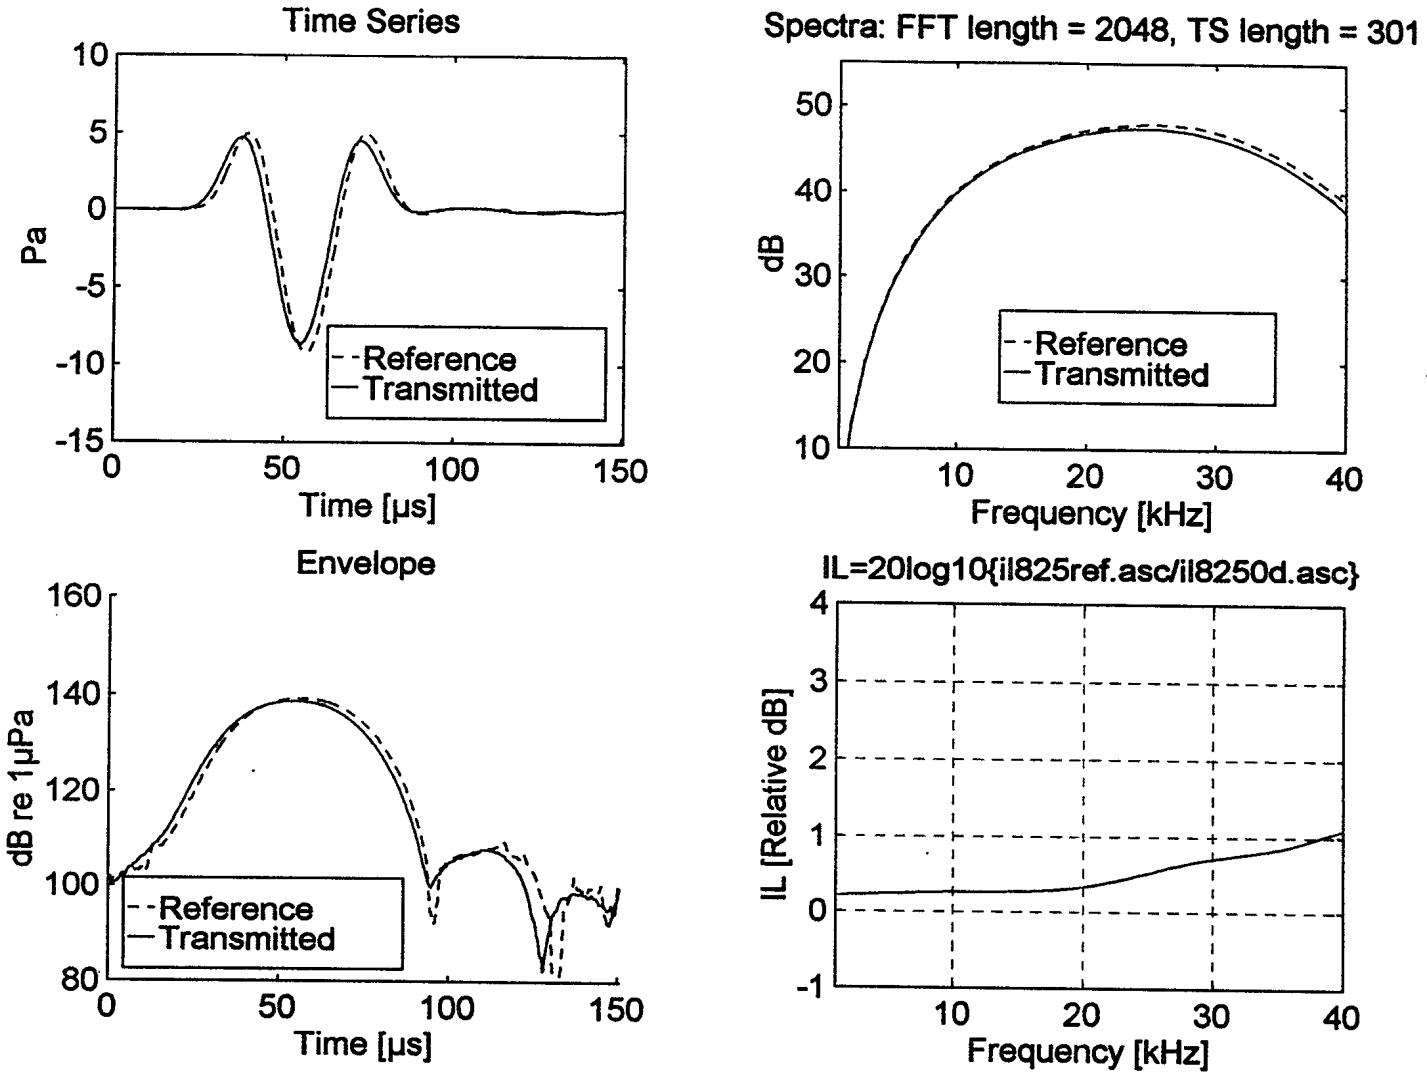 Time Series
10
5
0
-5
-10
-15
Pa
Reference
Transmitted
0 50 100 150
Time [µs]
Spectra: FFT length = 2048, TS length = 301
50
40
30
20
10
dB
Reference
Transmitted
10 20 30 40
Frequency [kHz]
Envelope
160
140
120
100
80
dB re 1µPa
Reference
Transmitted
0 50 100 150
Time [µs]
IL=20log10{il825ref.asc/il8250d.asc}
4
3
2
1
0
-1
IL [Relative dB]
10 20 30 40
Frequency [kHz]